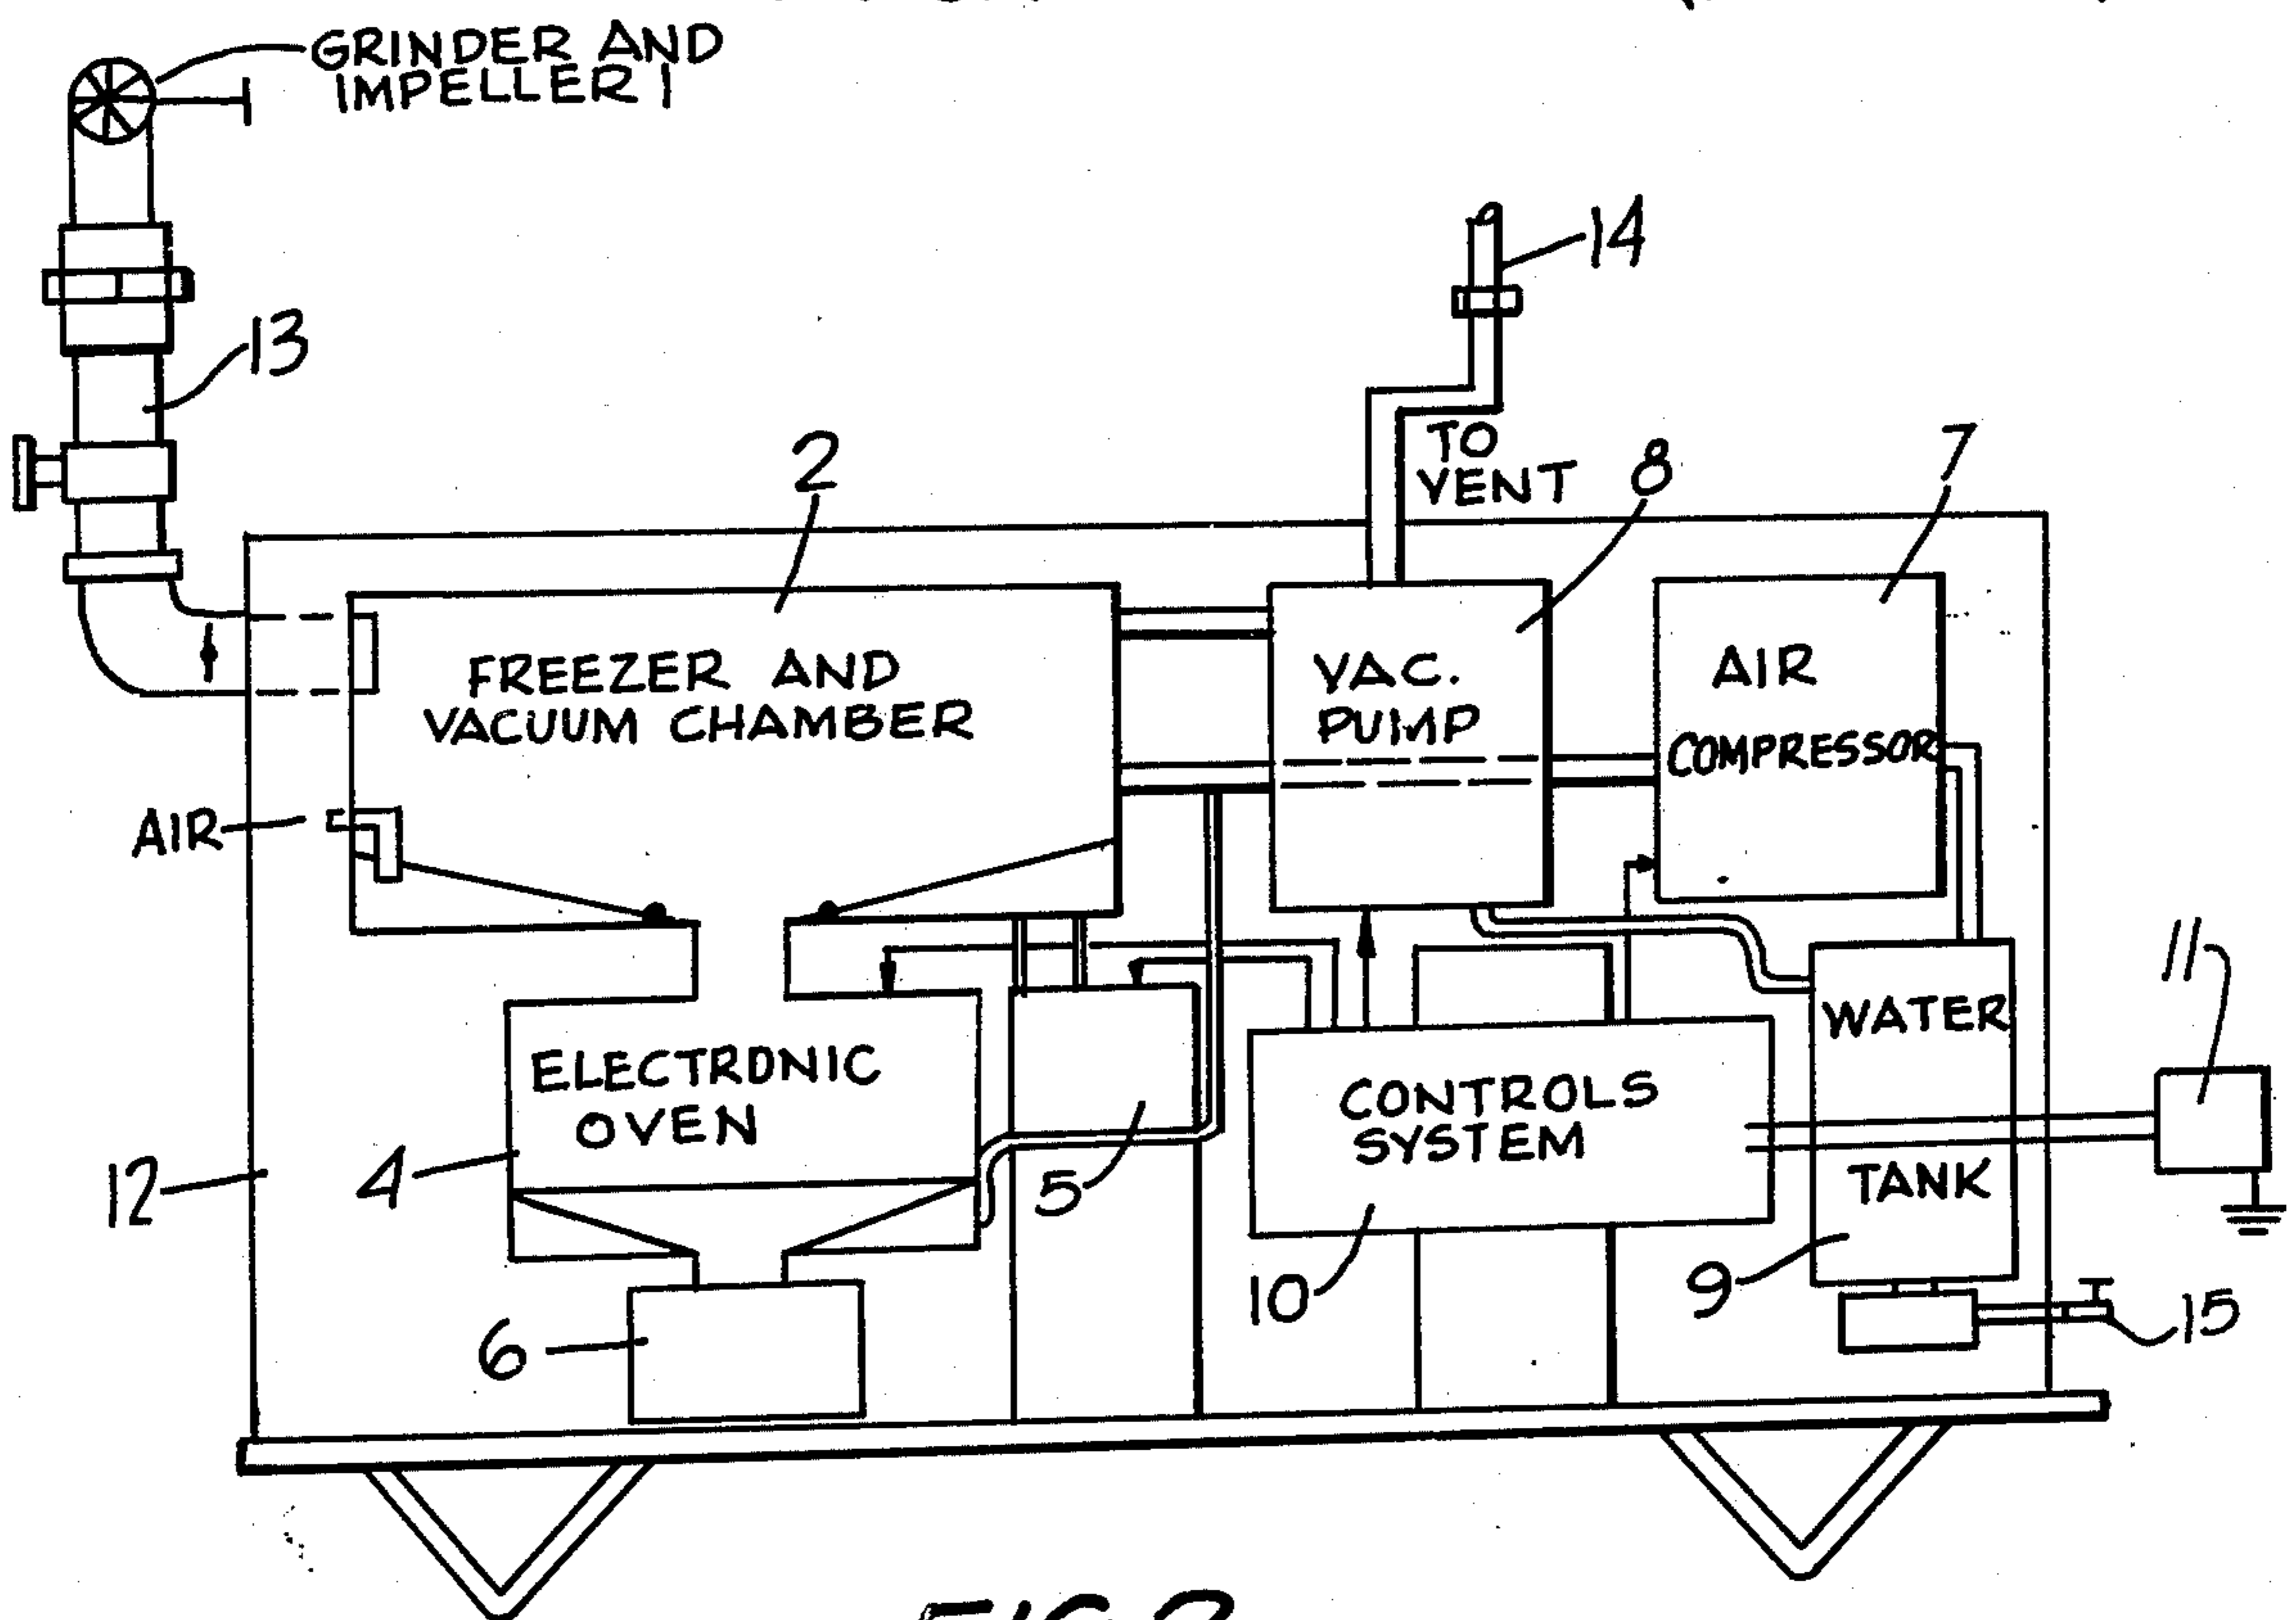 GRINDER AND
IMPELLER 1
14
13
2
TO
VENT
8
7
FREEZER AND
VACUUM CHAMBER
VAC.
PUMP
AIR
COMPRESSOR
AIR
11
WATER
ELECTRONIC
OVEN
CONTROLS
SYSTEM
TANK
12
4
5
10
9
15
6